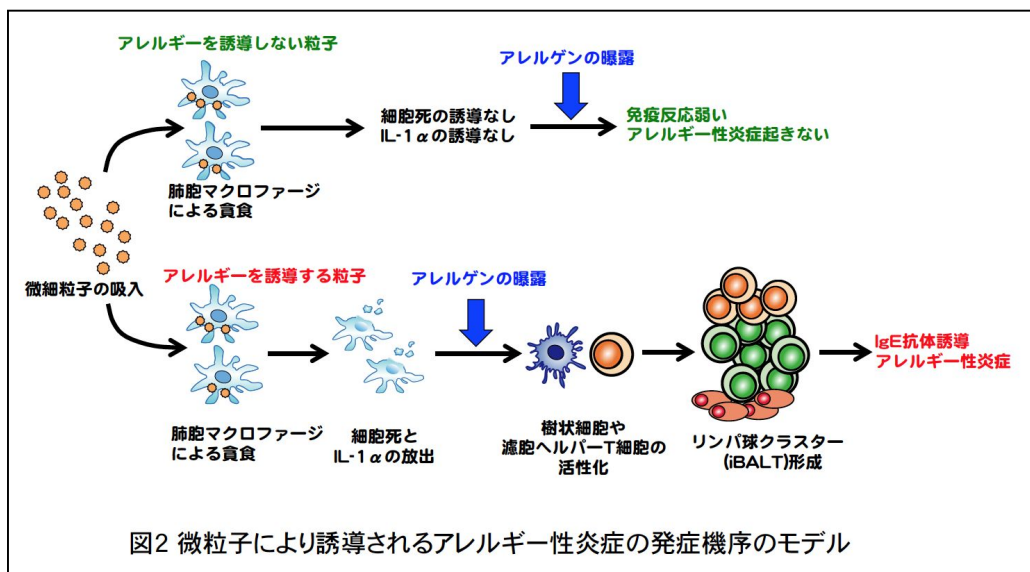 アレルギーを誘導しない粒子
アレルゲンの曝露
細胞死の誘導なし
IL-1αの誘導なし
免疫反応弱い
アレルギー性炎症起きない
肺胞マクロファージ
による貪食
微細粒子の吸入
アレルギーを誘導する粒子
アレルゲンの曝露
IgE抗体誘導
アレルギー性炎症
肺胞マクロファージ
による貪食
細胞死と
IL-1αの放出
樹状細胞や
濾胞ヘルパーT細胞の
活性化
リンパ球クラスター
(iBALT)形成
図2 微粒子により誘導されるアレルギー性炎症の発症機序のモデル